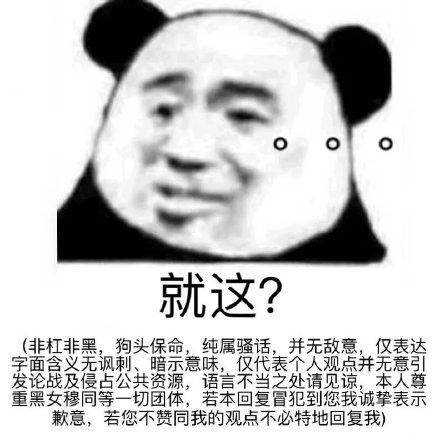 。。。
就这？
（非杠非黑，狗头保命，纯属骚话，并无敌意，仅表达
字面含义无讽刺、暗示意味，仅代表个人观点并无意引
发论战及侵占公共资源，语言不当之处请见谅，本人尊
重黑女穆同等一切团体，若本回复冒犯到您我诚挚表示
歉意，若您不赞同我的观点不必特地回复我)